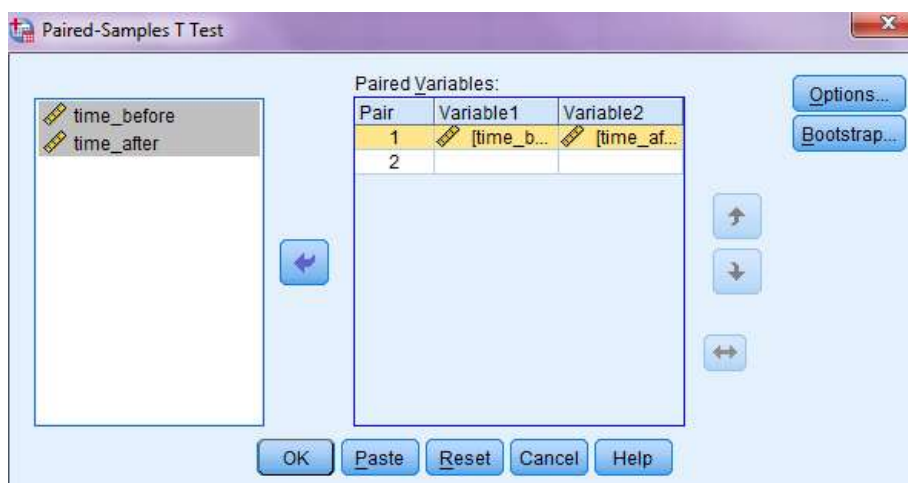 Paired-Samples T Test
x
Paired Variables:
time_before
time_after
Pair Variable1 Variable2
1 [time_b... [time_af...
2
Options...
Bootstrap...
OK Paste Reset Cancel Help